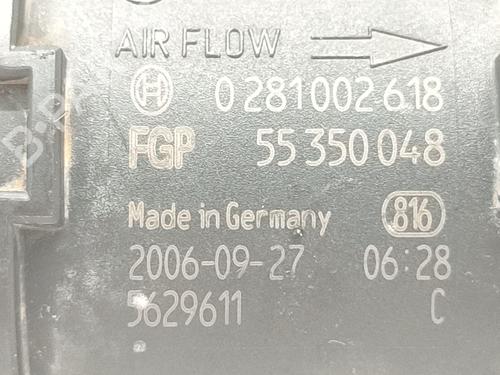 AIR FLOW
0 281 002 618
FGP 55 350 048
Made in Germany 816
2006-09-27 06:28
5629611 C